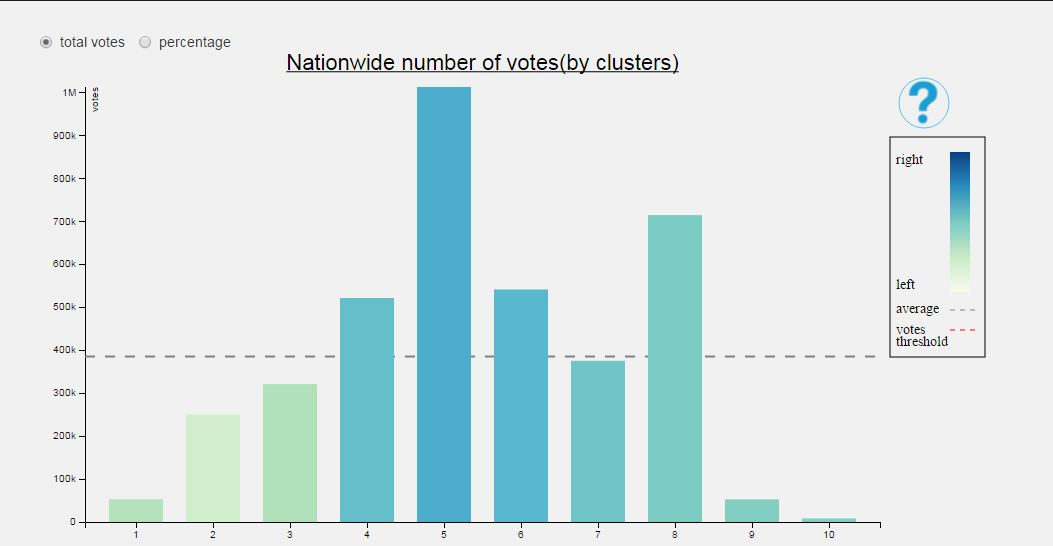 total votes percentage
Nationwide number of votes(by clusters)
votes
1M
900k
800k
700k
600k
500k
400k
300k
200k
100k
0
1 2 3 4 5 6 7 8 9 10
?
right
left
average
votes
threshold